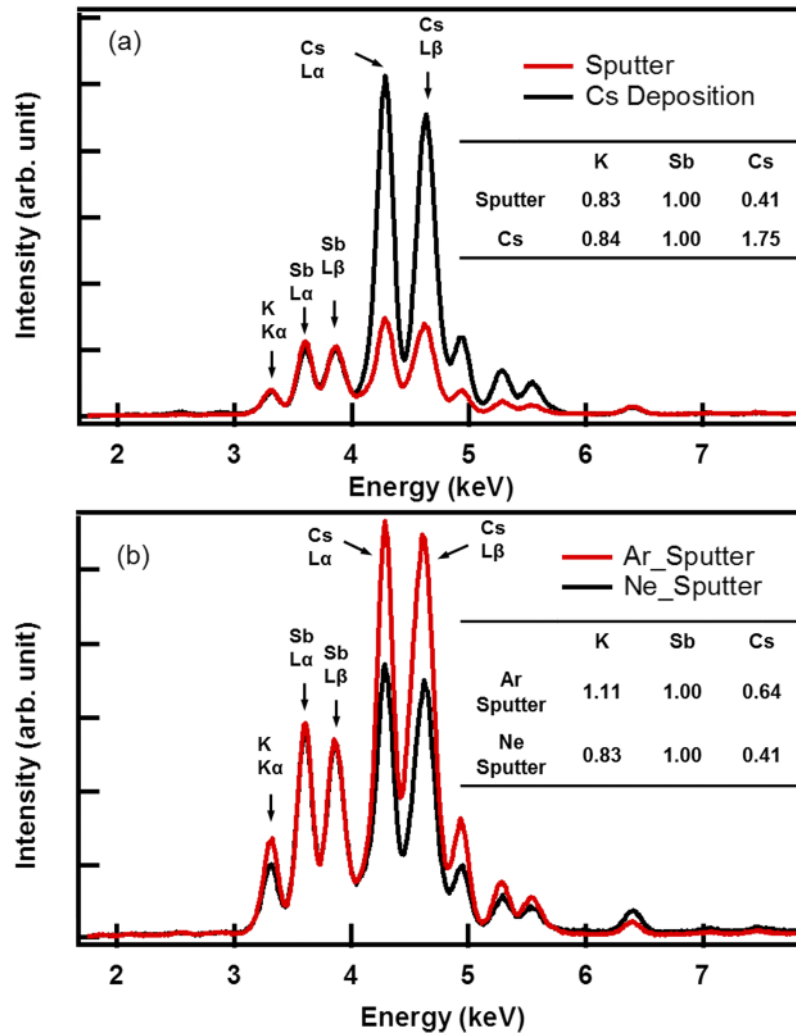 (a)
Cs
Lα
Cs
Lβ
Sputter
Cs Deposition
K Sb Cs
Sputter 0.83 1.00 0.41
Cs 0.84 1.00 1.75
Sb
Lα
Sb
Lβ
K
Kα
Intensity (arb. unit)
2 3 4 5 6 7
Energy (keV)
(b)
Cs
Lα
Cs
Lβ
Ar_Sputter
Ne_Sputter
K Sb Cs
Ar
Sputter 1.11 1.00 0.64
Ne
Sputter 0.83 1.00 0.41
Sb
Lα
Sb
Lβ
K
Kα
Intensity (arb. unit)
2 3 4 5 6 7
Energy (keV)